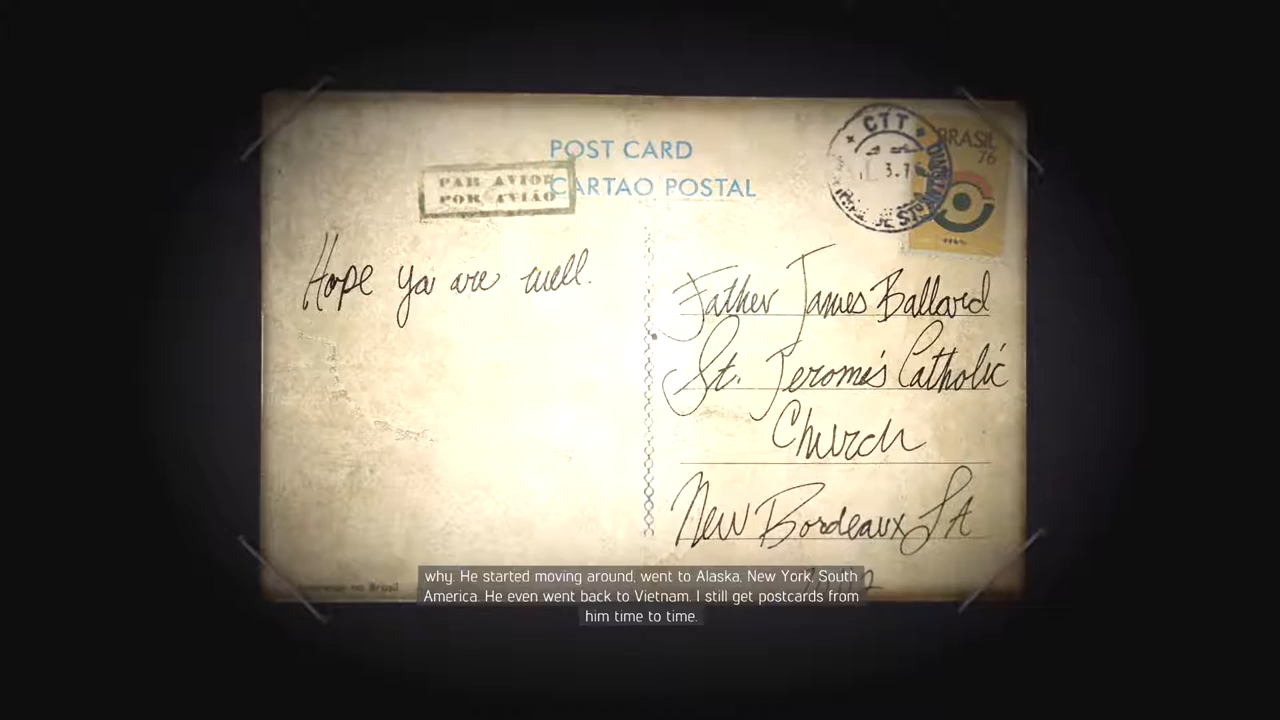 POST CARD
CARTAO POSTAL
PAR AVION
POR AVIÃO
CTT
BRASIL
76
Hope you are well.
Father James Ballard
St. Jerome's Catholic
Church
New Bordeaux, LA
no Brasil
why. He started moving around, went to Alaska, New York, South
America. He even went back to Vietnam. I still get postcards from
him time to time.